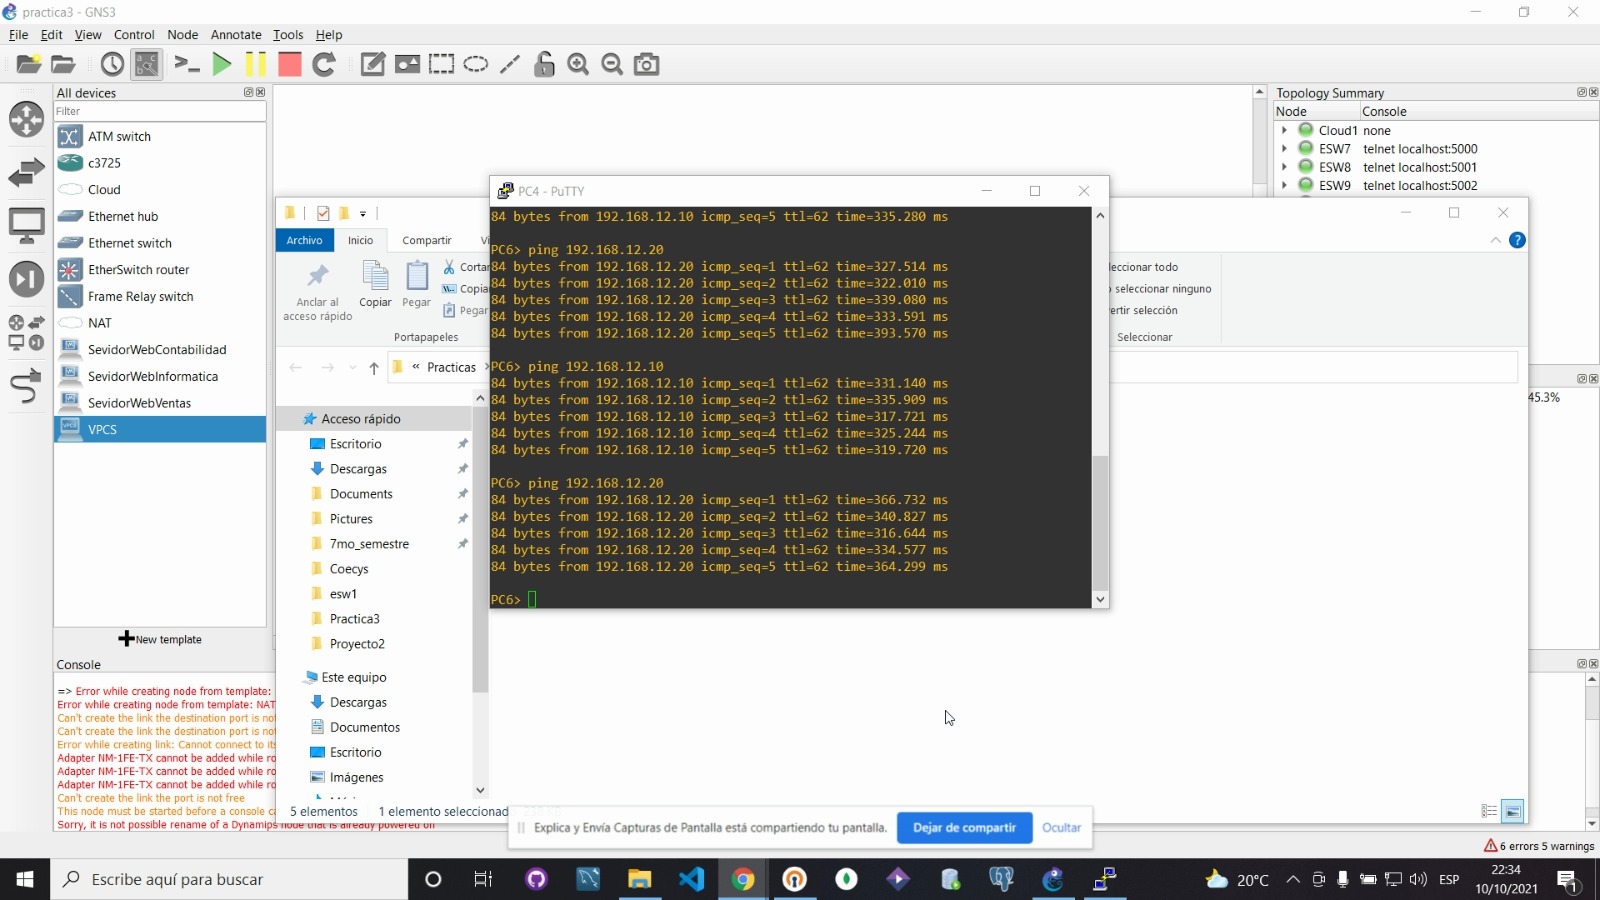 practica3 - GNS3
File Edit View Control Node Annotate Tools Help
All devices
Filter
ATM switch
c3725
Cloud
Ethernet hub
Ethernet switch
EtherSwitch router
Frame Relay switch
NAT
SevidorWebContabilidad
SevidorWebInformatica
SevidorWebVentas
VPCS
New template
Topology Summary
Node Console
Cloud1 none
ESW7 telnet localhost:5000
ESW8 telnet localhost:5001
ESW9 telnet localhost:5002
45.3%
Archivo Inicio Compartir Vi
Anclar al acceso rápido
Copiar
Pegar
Cortar
Copia
Pegar
Portapapeles
leccionar todo
seleccionar ninguno
ertir selección
Seleccionar
« Practicas
Acceso rápido
Escritorio
Descargas
Documents
Pictures
7mo_semestre
Coecys
esw1
Practica3
Proyecto2
Este equipo
Descargas
Documentos
Escritorio
Imágenes
5 elementos 1 elemento seleccionad
PC4 - PuTTY
84 bytes from 192.168.12.10 icmp_seq=5 ttl=62 time=335.280 ms
PC6> ping 192.168.12.20
84 bytes from 192.168.12.20 icmp_seq=1 ttl=62 time=327.514 ms
84 bytes from 192.168.12.20 icmp_seq=2 ttl=62 time=322.010 ms
84 bytes from 192.168.12.20 icmp_seq=3 ttl=62 time=339.080 ms
84 bytes from 192.168.12.20 icmp_seq=4 ttl=62 time=333.591 ms
84 bytes from 192.168.12.20 icmp_seq=5 ttl=62 time=393.570 ms
PC6> ping 192.168.12.10
84 bytes from 192.168.12.10 icmp_seq=1 ttl=62 time=331.140 ms
84 bytes from 192.168.12.10 icmp_seq=2 ttl=62 time=335.909 ms
84 bytes from 192.168.12.10 icmp_seq=3 ttl=62 time=317.721 ms
84 bytes from 192.168.12.10 icmp_seq=4 ttl=62 time=325.244 ms
84 bytes from 192.168.12.10 icmp_seq=5 ttl=62 time=319.720 ms
PC6> ping 192.168.12.20
84 bytes from 192.168.12.20 icmp_seq=1 ttl=62 time=366.732 ms
84 bytes from 192.168.12.20 icmp_seq=2 ttl=62 time=340.827 ms
84 bytes from 192.168.12.20 icmp_seq=3 ttl=62 time=316.644 ms
84 bytes from 192.168.12.20 icmp_seq=4 ttl=62 time=334.577 ms
84 bytes from 192.168.12.20 icmp_seq=5 ttl=62 time=364.299 ms
PC6>
Console
=> Error while creating node from template:
Error while creating node from template: NAT
Can't create the link the destination port is not
Can't create the link the destination port is not
Error while creating link: Cannot connect to its
Adapter NM-1FE-TX cannot be added while ro
Adapter NM-1FE-TX cannot be added while ro
Adapter NM-1FE-TX cannot be added while ro
Can't create the link the port is not free
This node must be started before a console ca
Sorry, it is not possible rename of a Dynamips node that is already powered on
Explica y Envía Capturas de Pantalla está compartiendo tu pantalla. Dejar de compartir Ocultar
6 errors 5 warnings
Escribe aquí para buscar
20°C
ESP
22:34
10/10/2021
1